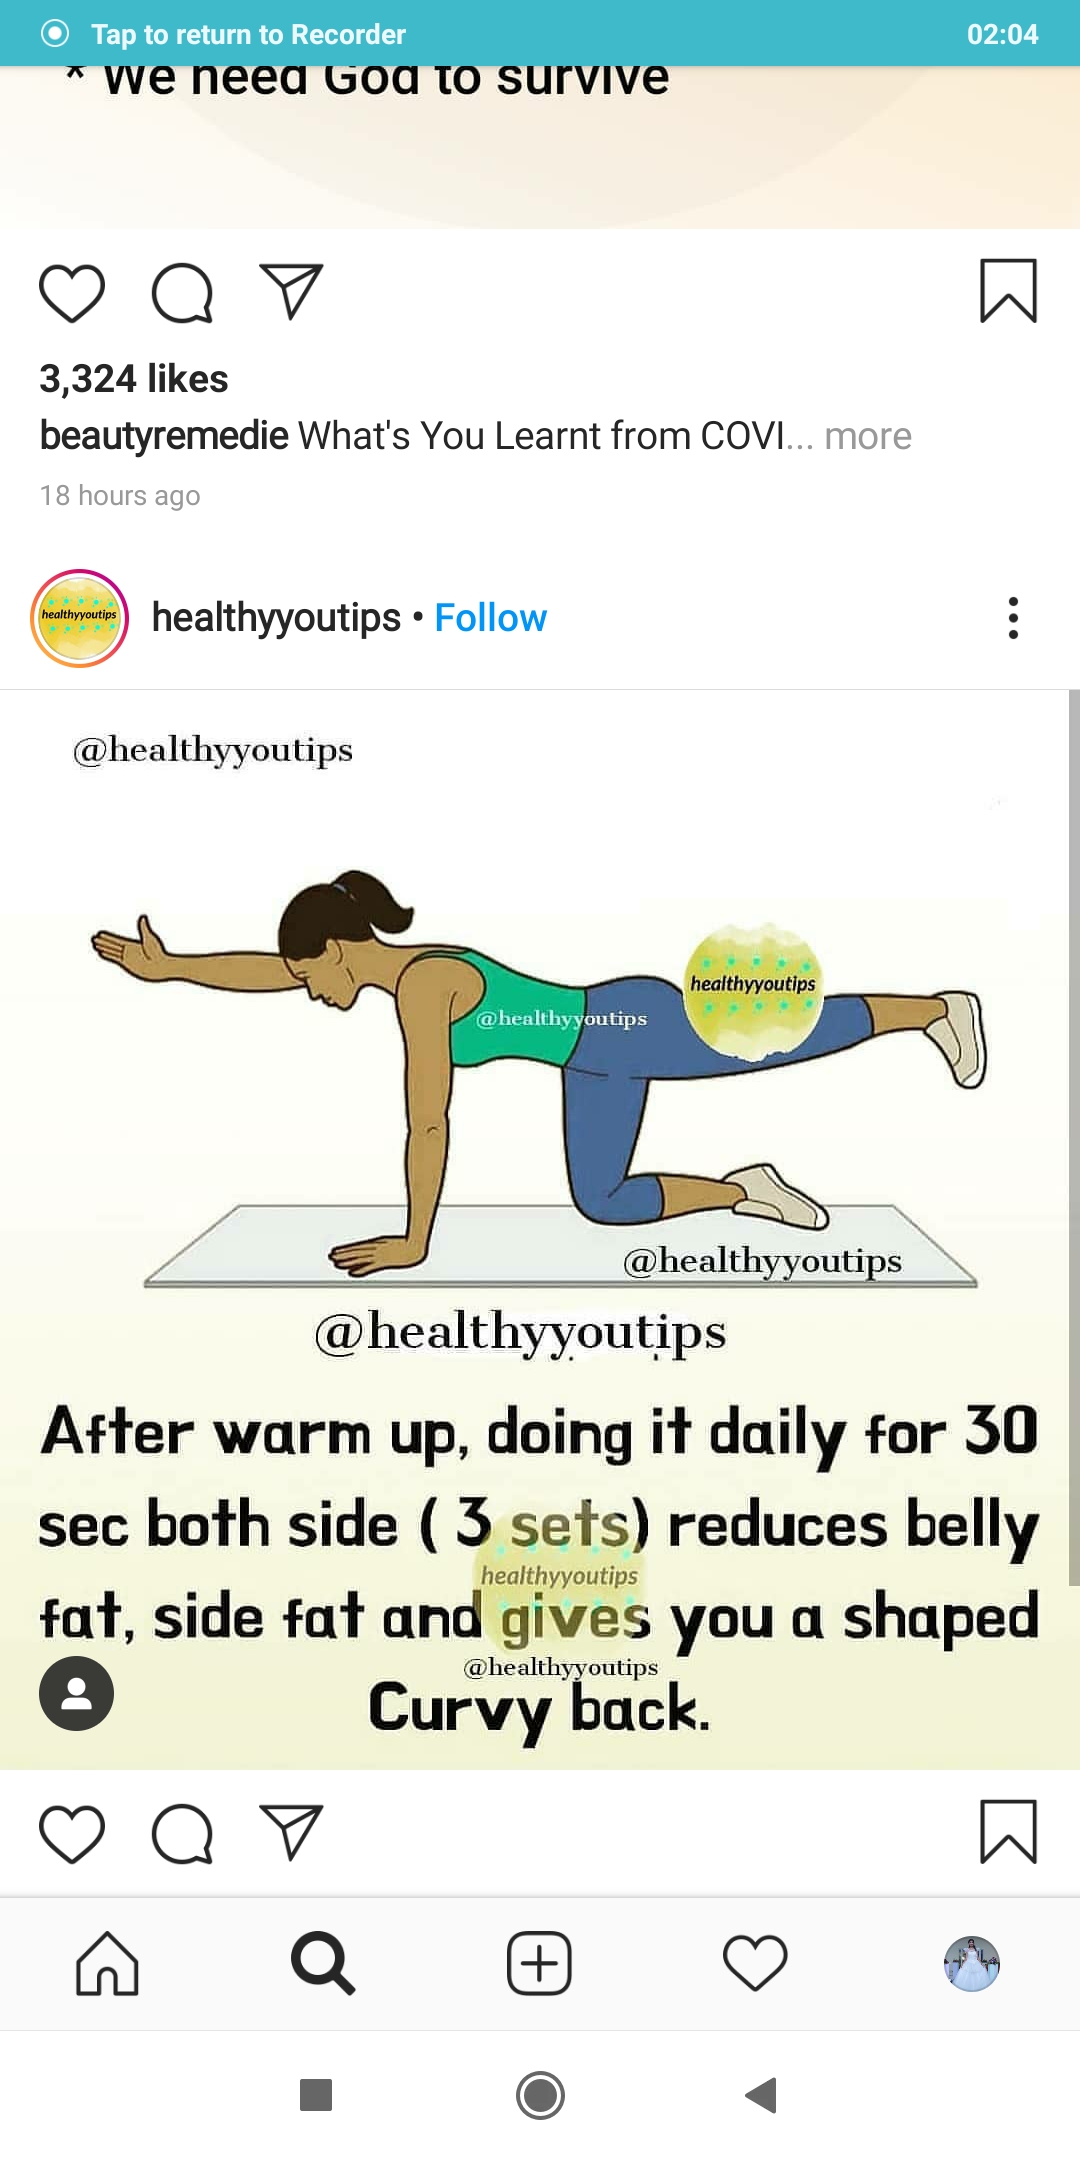 Tap to return to Recorder 02:04
* We need God to survive
3,324 likes
beautyremedie What's You Learnt from COVI... more
18 hours ago
healthyyoutips
healthyyoutips • Follow
@healthyyoutips
healthyyoutips
@healthyyoutips
@healthyyoutips
@healthyyoutips
After warm up, doing it daily for 30
sec both side ( 3 sets) reduces belly
healthyyoutips
fat, side fat and gives you a shaped
@healthyyoutips
Curvy back.